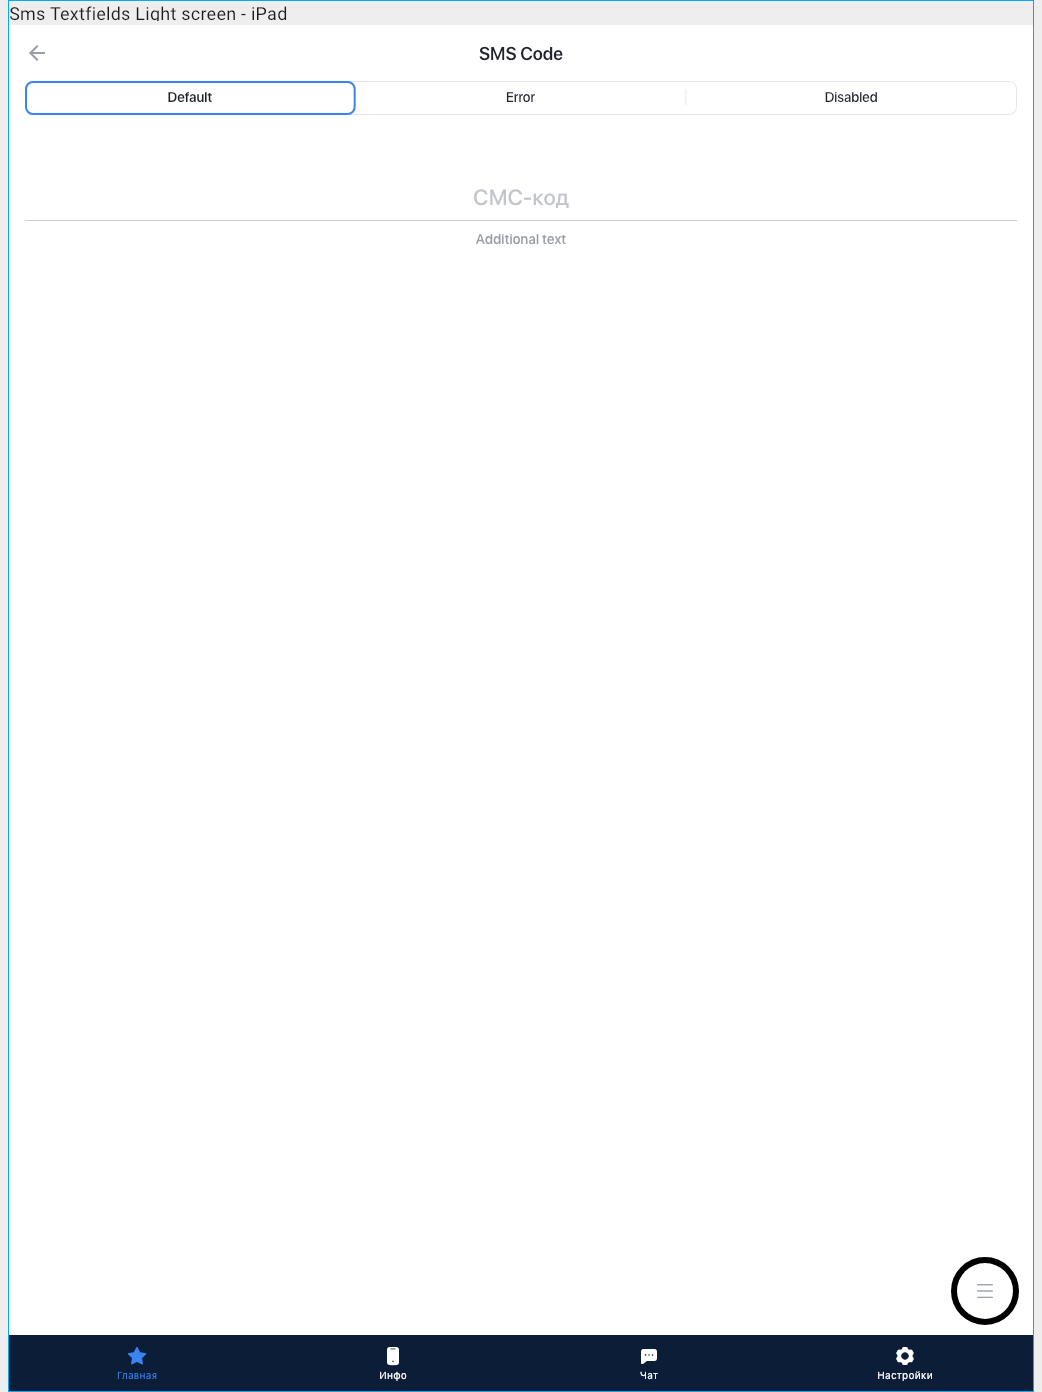 Sms Textfields Light screen - iPad
SMS Code
Default Error Disabled
СМС-код
Additional text
Главная Инфо Чат Настройки